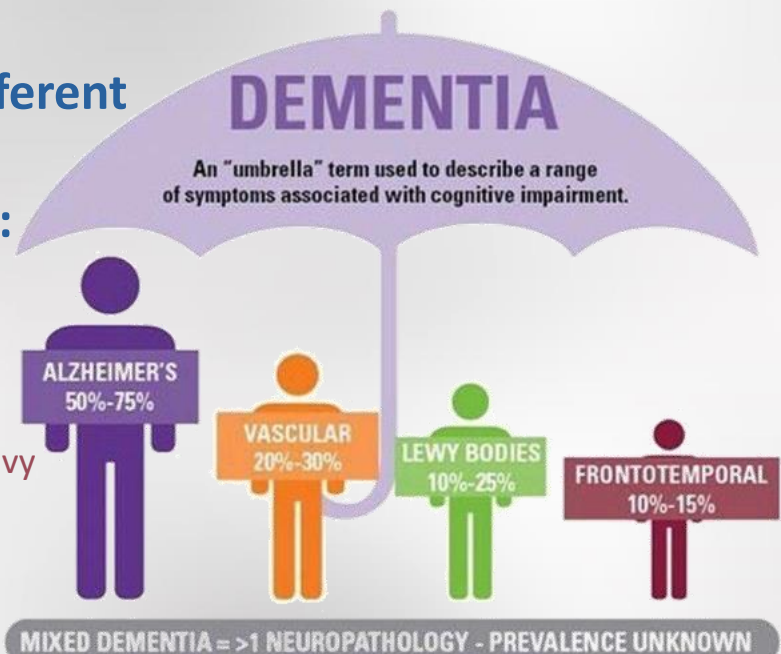 fferent
:
vy
DEMENTIA
An "umbrella" term used to describe a range
of symptoms associated with cognitive impairment.
ALZHEIMER'S
50%-75%
VASCULAR
20%-30%
LEWY BODIES
10%-25%
FRONTOTEMPORAL
10%-15%
MIXED DEMENTIA = >1 NEUROPATHOLOGY - PREVALENCE UNKNOWN